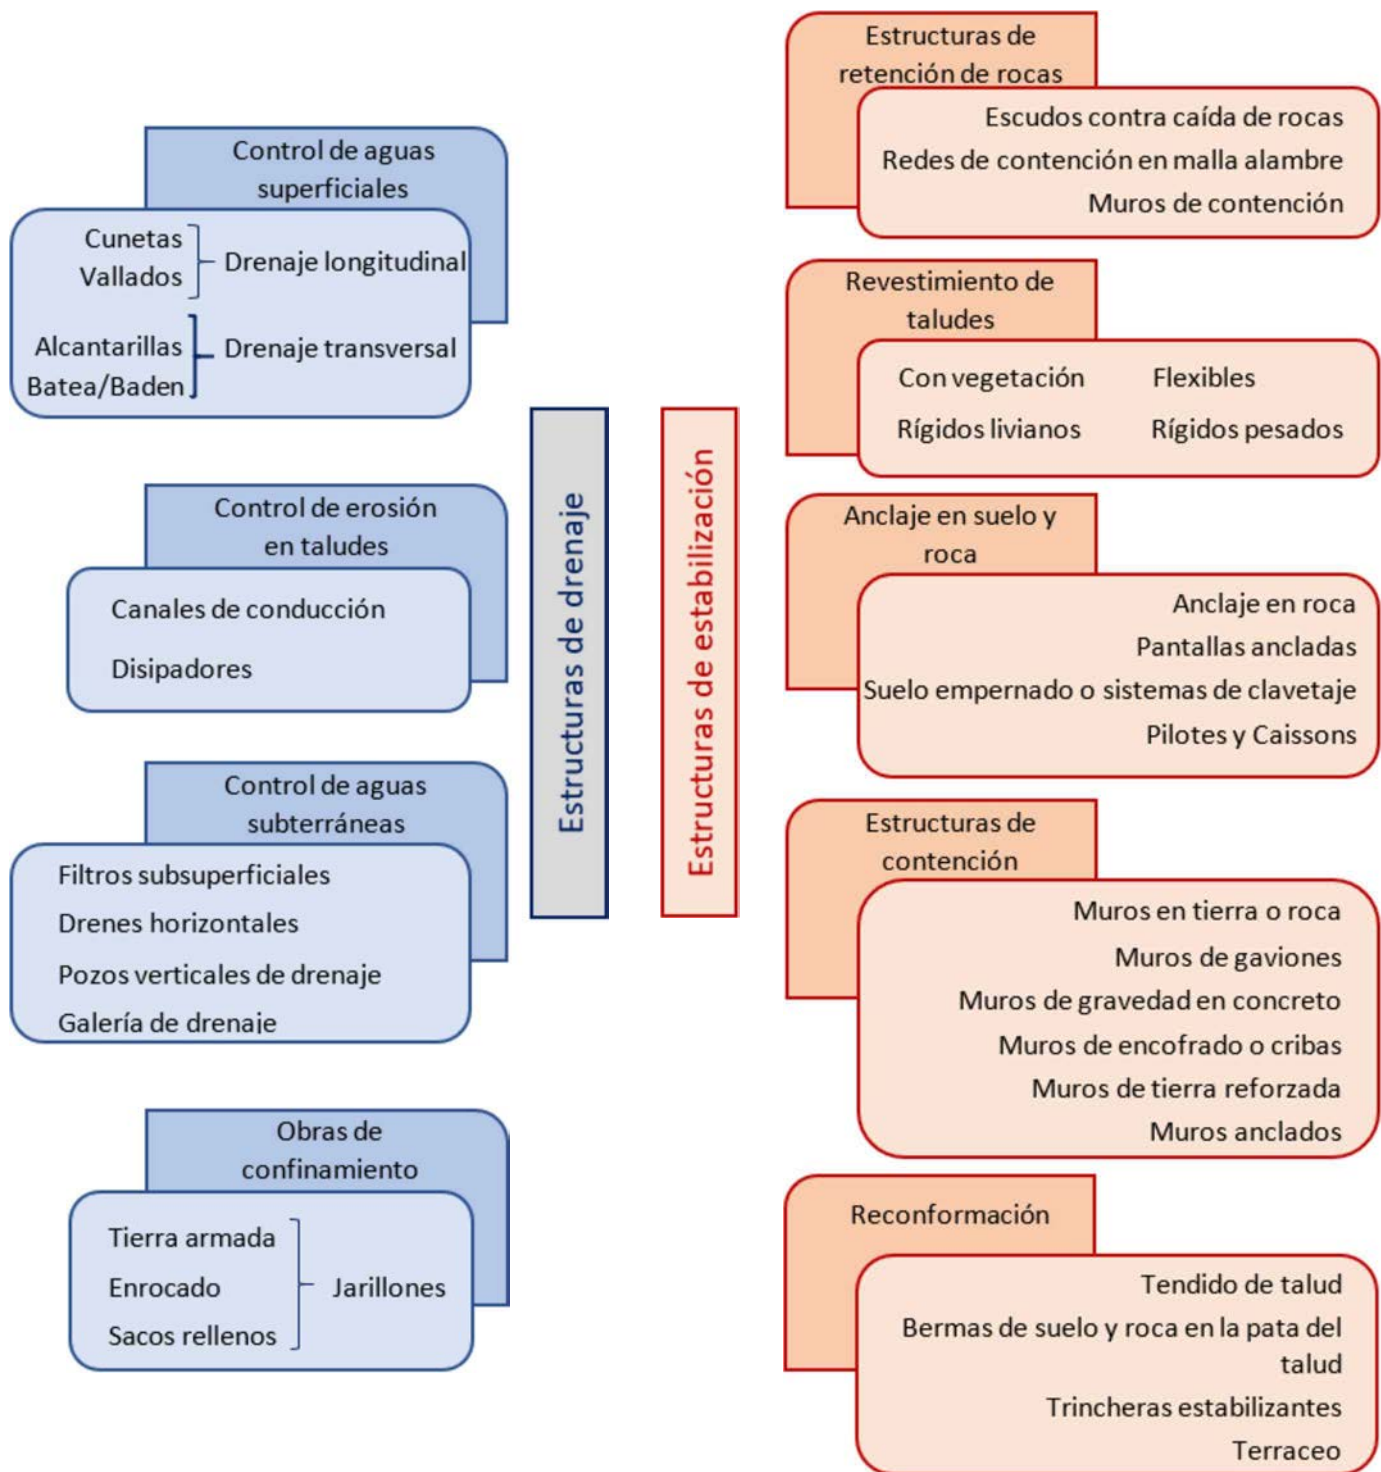 Control de aguas
superficiales
Cunetas
Vallados
Drenaje longitudinal
Alcantarillas
Batea/Baden
Drenaje transversal
Control de erosión
en taludes
Canales de conducción
Disipadores
Control de aguas
subterráneas
Filtros subsuperficiales
Drenes horizontales
Pozos verticales de drenaje
Galería de drenaje
Obras de
confinamiento
Tierra armada
Enrocado
Sacos rellenos
Jarillones
Estructuras de drenaje
Estructuras de estabilización
Estructuras de
retención de rocas
Escudos contra caída de rocas
Redes de contención en malla alambre
Muros de contención
Revestimiento de
taludes
Con vegetación Flexibles
Rígidos livianos Rígidos pesados
Anclaje en suelo y
roca
Anclaje en roca
Pantallas ancladas
Suelo empernado o sistemas de clavetaje
Pilotes y Caissons
Estructuras de
contención
Muros en tierra o roca
Muros de gaviones
Muros de gravedad en concreto
Muros de encofrado o cribas
Muros de tierra reforzada
Muros anclados
Reconformación
Tendido de talud
Bermas de suelo y roca en la pata del
talud
Trincheras estabilizantes
Terraceo